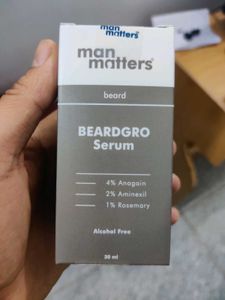 man
matters®
man
matters®
beard
BEARDGRO
Serum
4% Anagain
2% Aminexil
1% Rosemary
Alcohol Free
30 ml